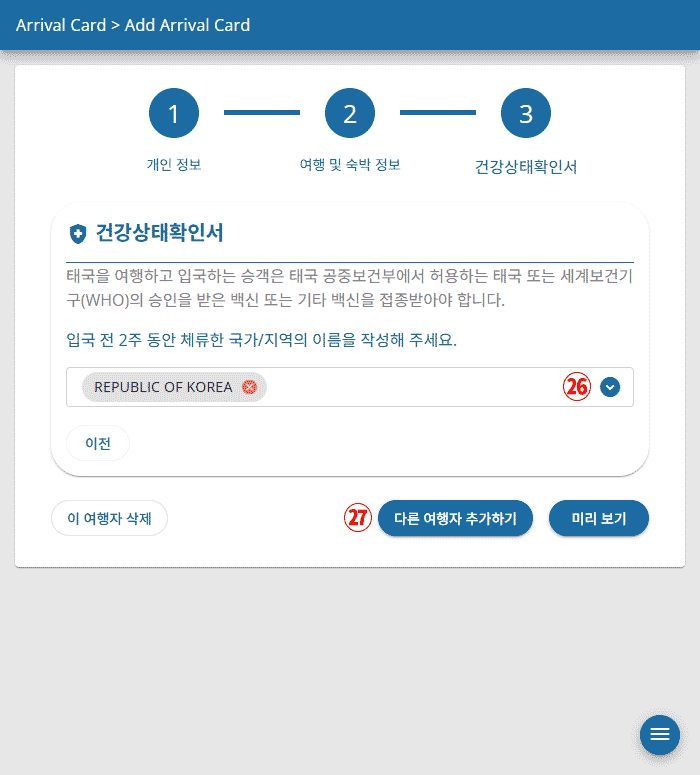 Arrival Card > Add Arrival Card
1 2 3
개인 정보 여행 및 숙박 정보 건강상태확인서
건강상태확인서
태국을 여행하고 입국하는 승객은 태국 공중보건부에서 허용하는 태국 또는 세계보건기
구(WHO)의 승인을 받은 백신 또는 기타 백신을 접종받아야 합니다.
입국 전 2주 동안 체류한 국가/지역의 이름을 작성해 주세요.
REPUBLIC OF KOREA ㉖
이전
이 여행자 삭제 ㉗ 다른 여행자 추가하기 미리 보기